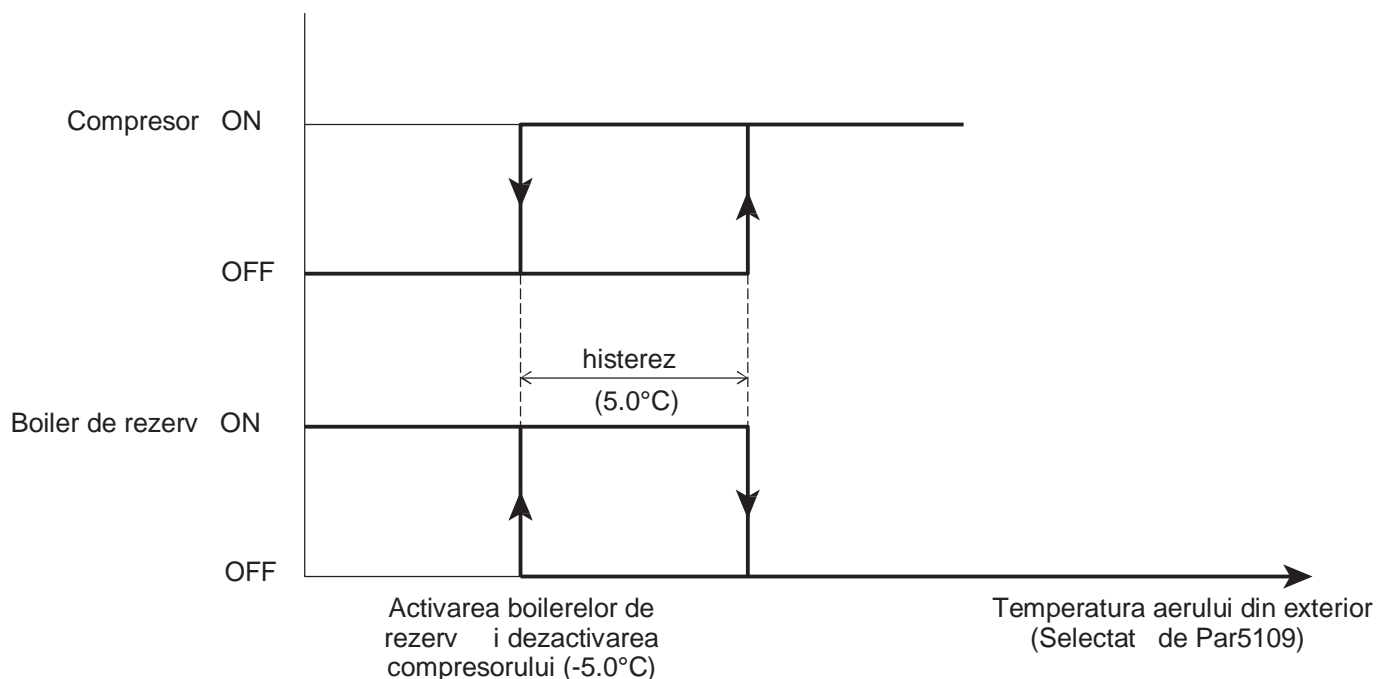 Compresor ON
OFF
histerez
(5.0°C)
Boiler de rezerv ON
OFF
Activarea boilerelor de
rezerv i dezactivarea
compresorului (-5.0°C)
Temperatura aerului din exterior
(Selectat de Par5109)